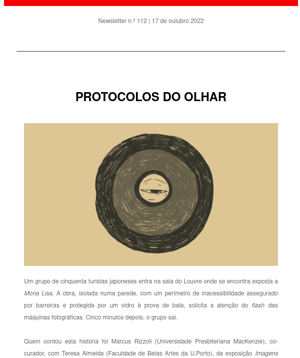 Newsletter n.º 112 | 17 de outubro 2022
PROTOCOLOS DO OLHAR
Um grupo de cinquenta turistas japoneses entra na sala do Louvre onde se encontra exposta a
Mona Lisa. A obra, isolada numa parede, com um perímetro de inacessibilidade assegurado
por barreiras e protegida por um vidro à prova de bala, solicita a atenção do flash das
máquinas fotográficas. Cinco minutos depois, o grupo sai.
Quem contou esta história foi Marcus Rizzoli (Universidade Presbiteriana MacKenzie), co-
curador, com Teresa Almeida (Faculdade de Belas Artes da U.Porto), da exposição Imagens